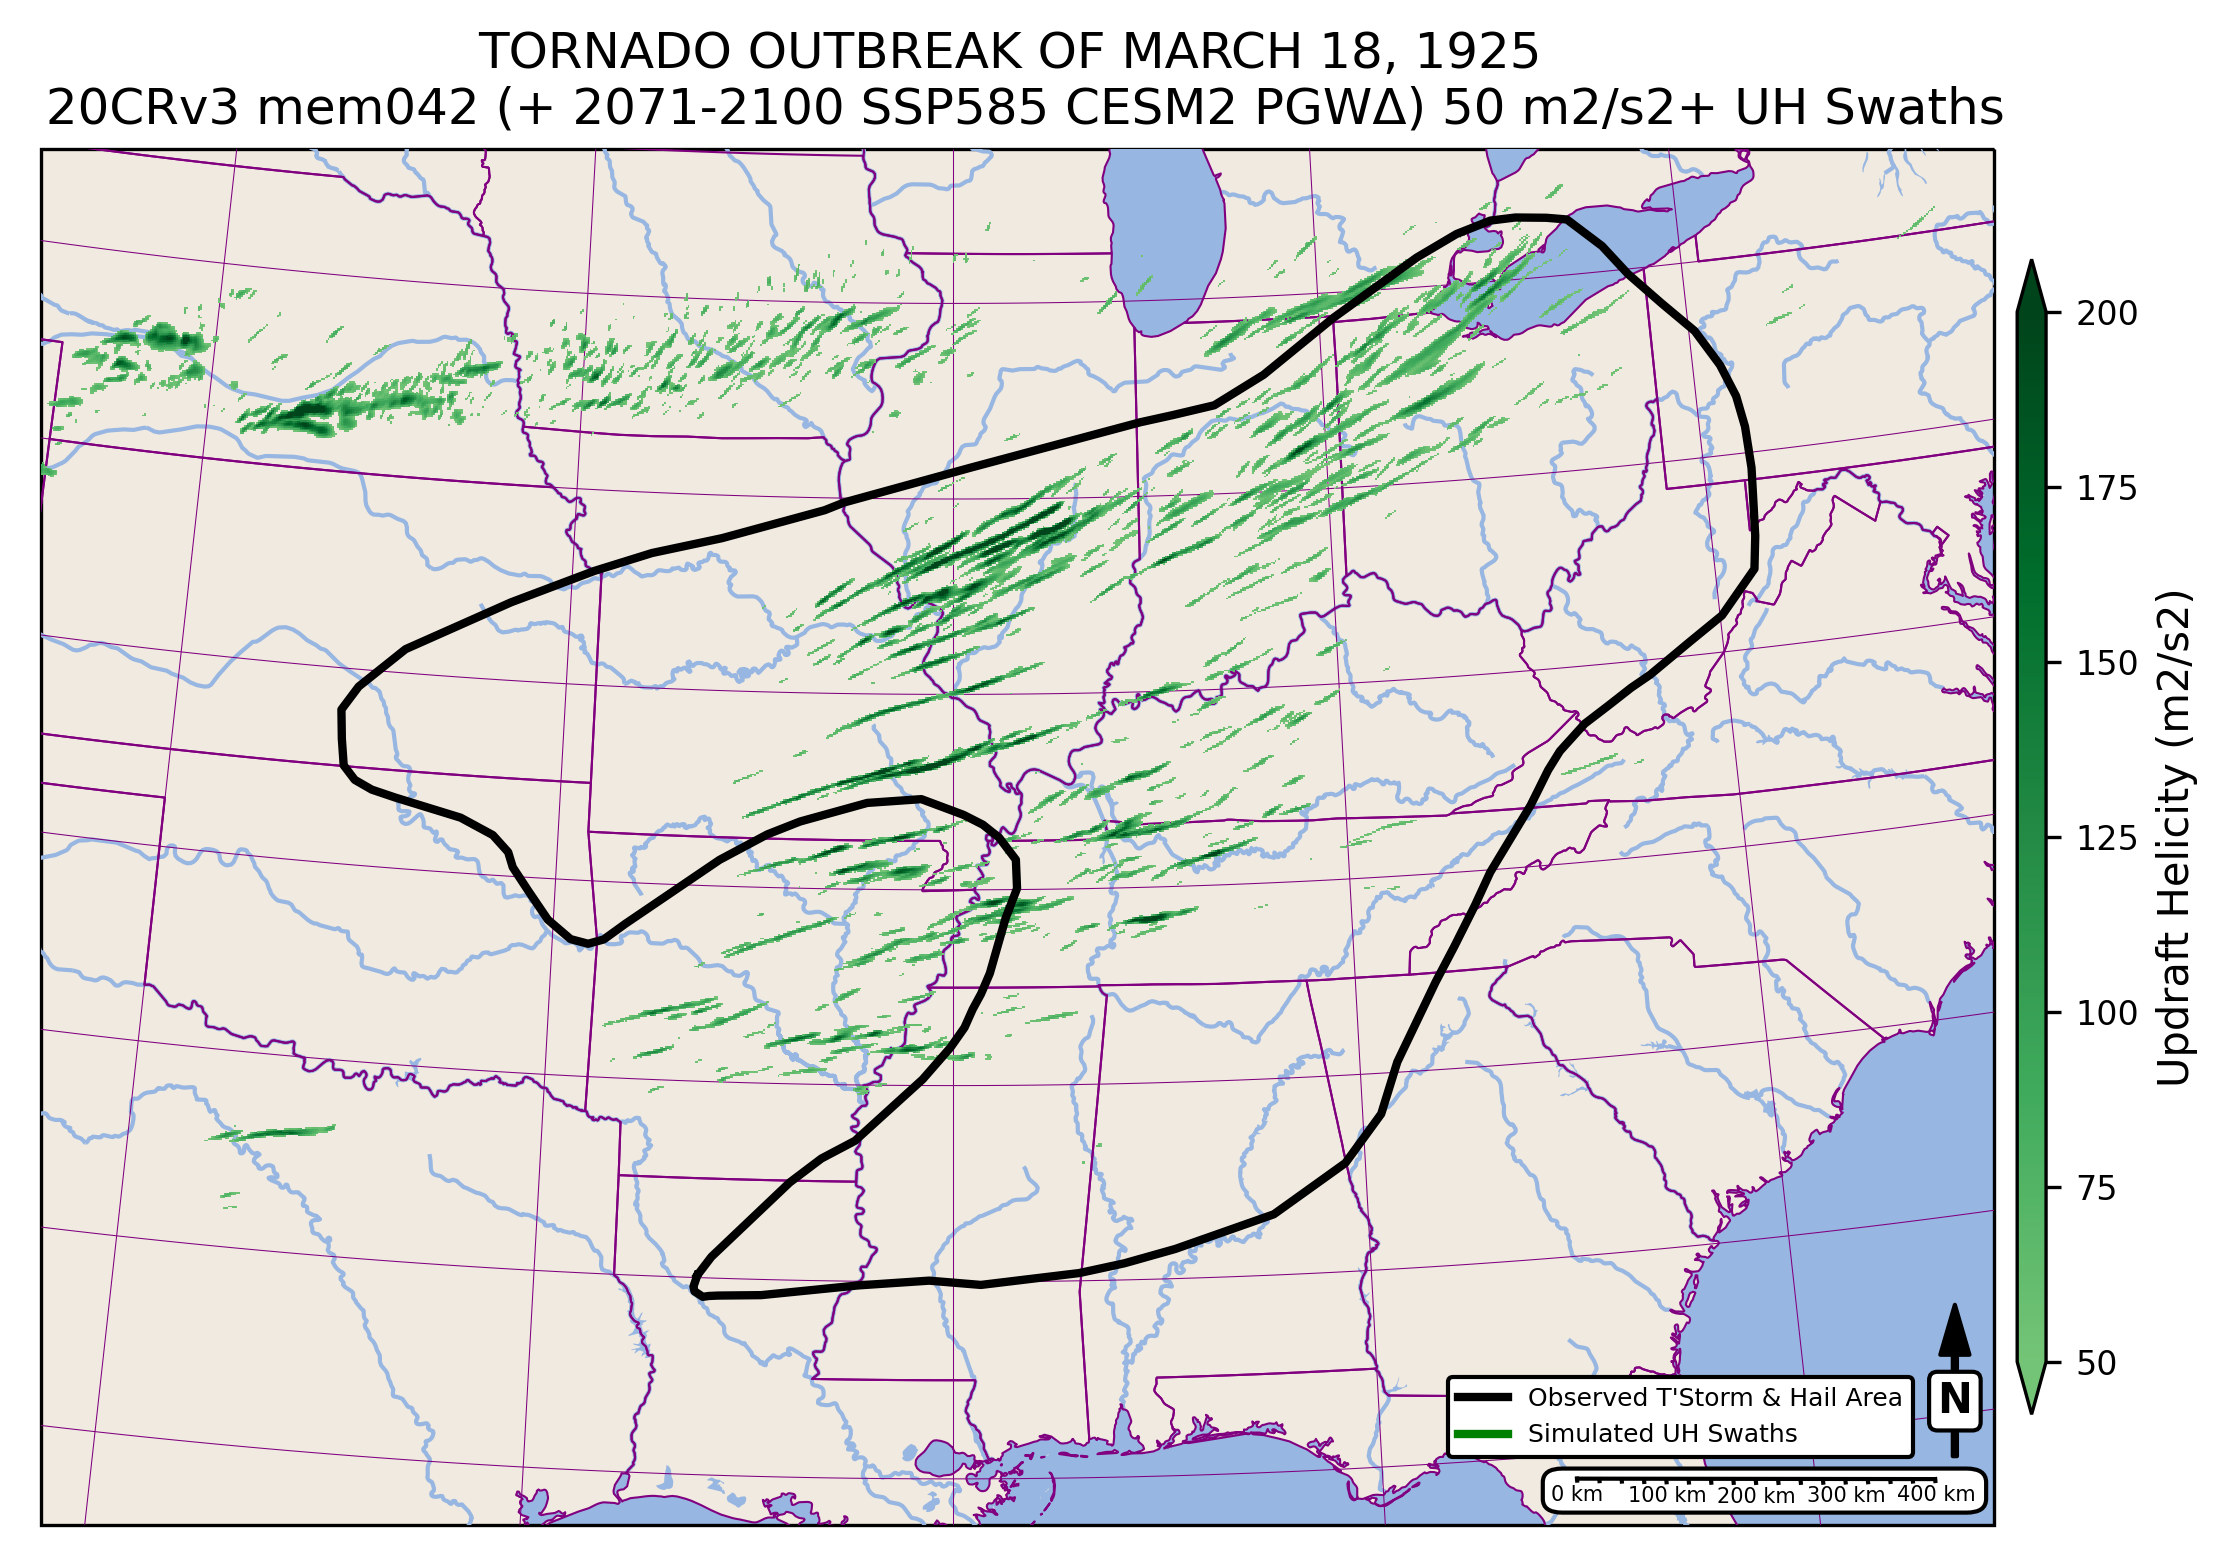 TORNADO OUTBREAK OF MARCH 18, 1925
20CRv3 mem042 (+ 2071-2100 SSP585 CESM2 PGWΔ) 50 m2/s2+ UH Swaths
200
175
150
125
100
75
50
Updraft Helicity (m2/s2)
Observed T'Storm & Hail Area
Simulated UH Swaths
N
0 km 100 km 200 km 300 km 400 km